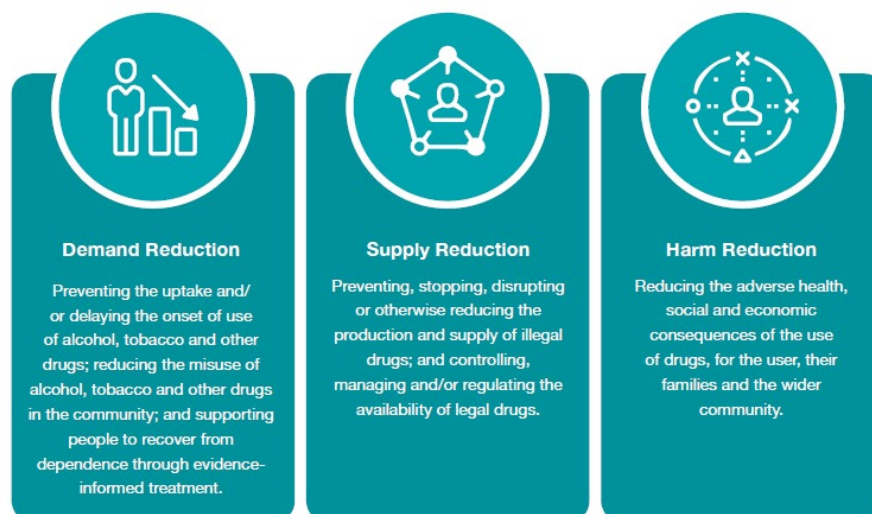 Demand Reduction
Preventing the uptake and/
or delaying the onset of use
of alcohol, tobacco and other
drugs; reducing the misuse of
alcohol, tobacco and other drugs
in the community; and supporting
people to recover from
dependence through evidence-
informed treatment.
Supply Reduction
Preventing, stopping, disrupting
or otherwise reducing the
production and supply of illegal
drugs; and controlling,
managing and/or regulating the
availability of legal drugs.
Harm Reduction
Reducing the adverse health,
social and economic
consequences of the use
of drugs, for the user, their
families and the wider
community.